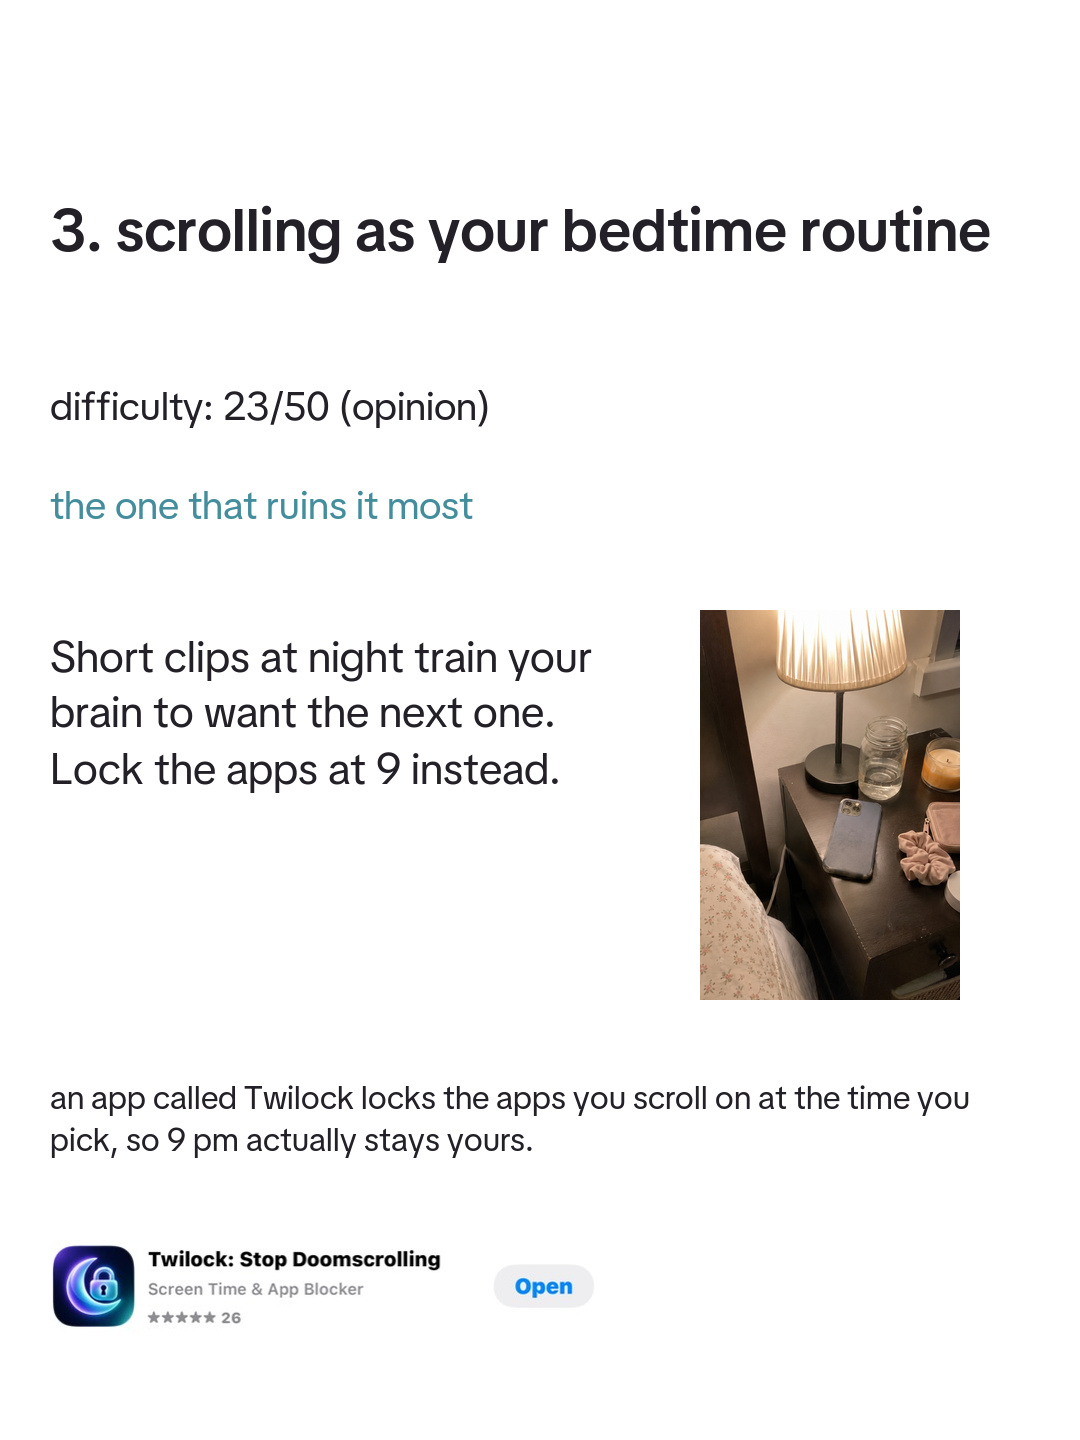 3. scrolling as your bedtime routine
difficulty: 23/50 (opinion)
the one that ruins it most
Short clips at night train your
brain to want the next one.
Lock the apps at 9 instead.
an app called Twilock locks the apps you scroll on at the time you
pick, so 9 pm actually stays yours.
Twilock: Stop Doomscrolling
Screen Time & App Blocker
★★★★★ 26
Open